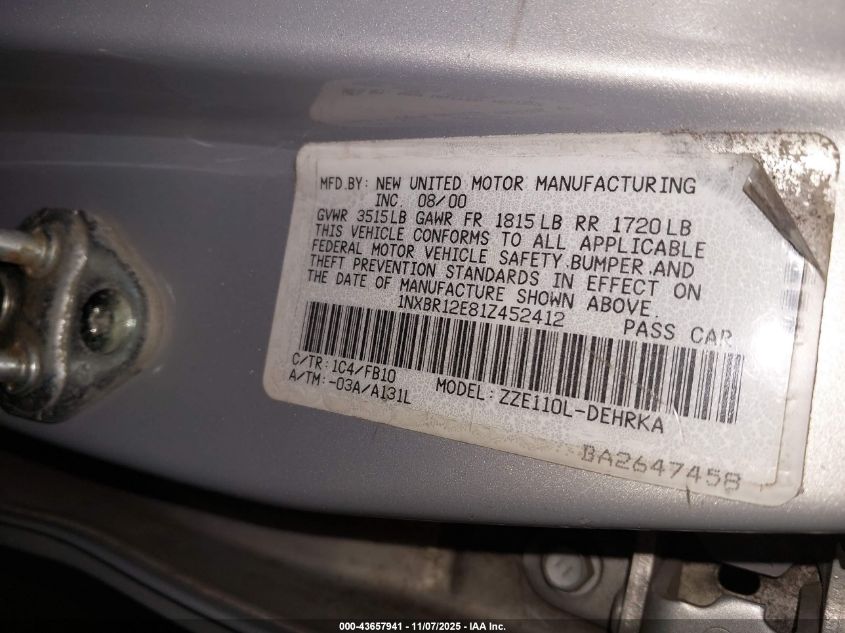 MFD.BY: NEW UNITED MOTOR MANUFACTURING
INC. 08/00
GVWR 3515LB GAWR FR 1815LB RR 1720LB
THIS VEHICLE CONFORMS TO ALL APPLICABLE
FEDERAL MOTOR VEHICLE SAFETY.BUMPER.AND
THEFT PREVENTION STANDARDS IN EFFECT ON
THE DATE OF MANUFACTURE SHOWN ABOVE.
1NXBR12E81Z452412 PASS CAR
C/TR: 1C4/FB10
A/TM: -03A/A131L MODEL: ZZE110L-DEHRKA
BA2647458
000-43657941 - 11/07/2025 - IAA Inc.